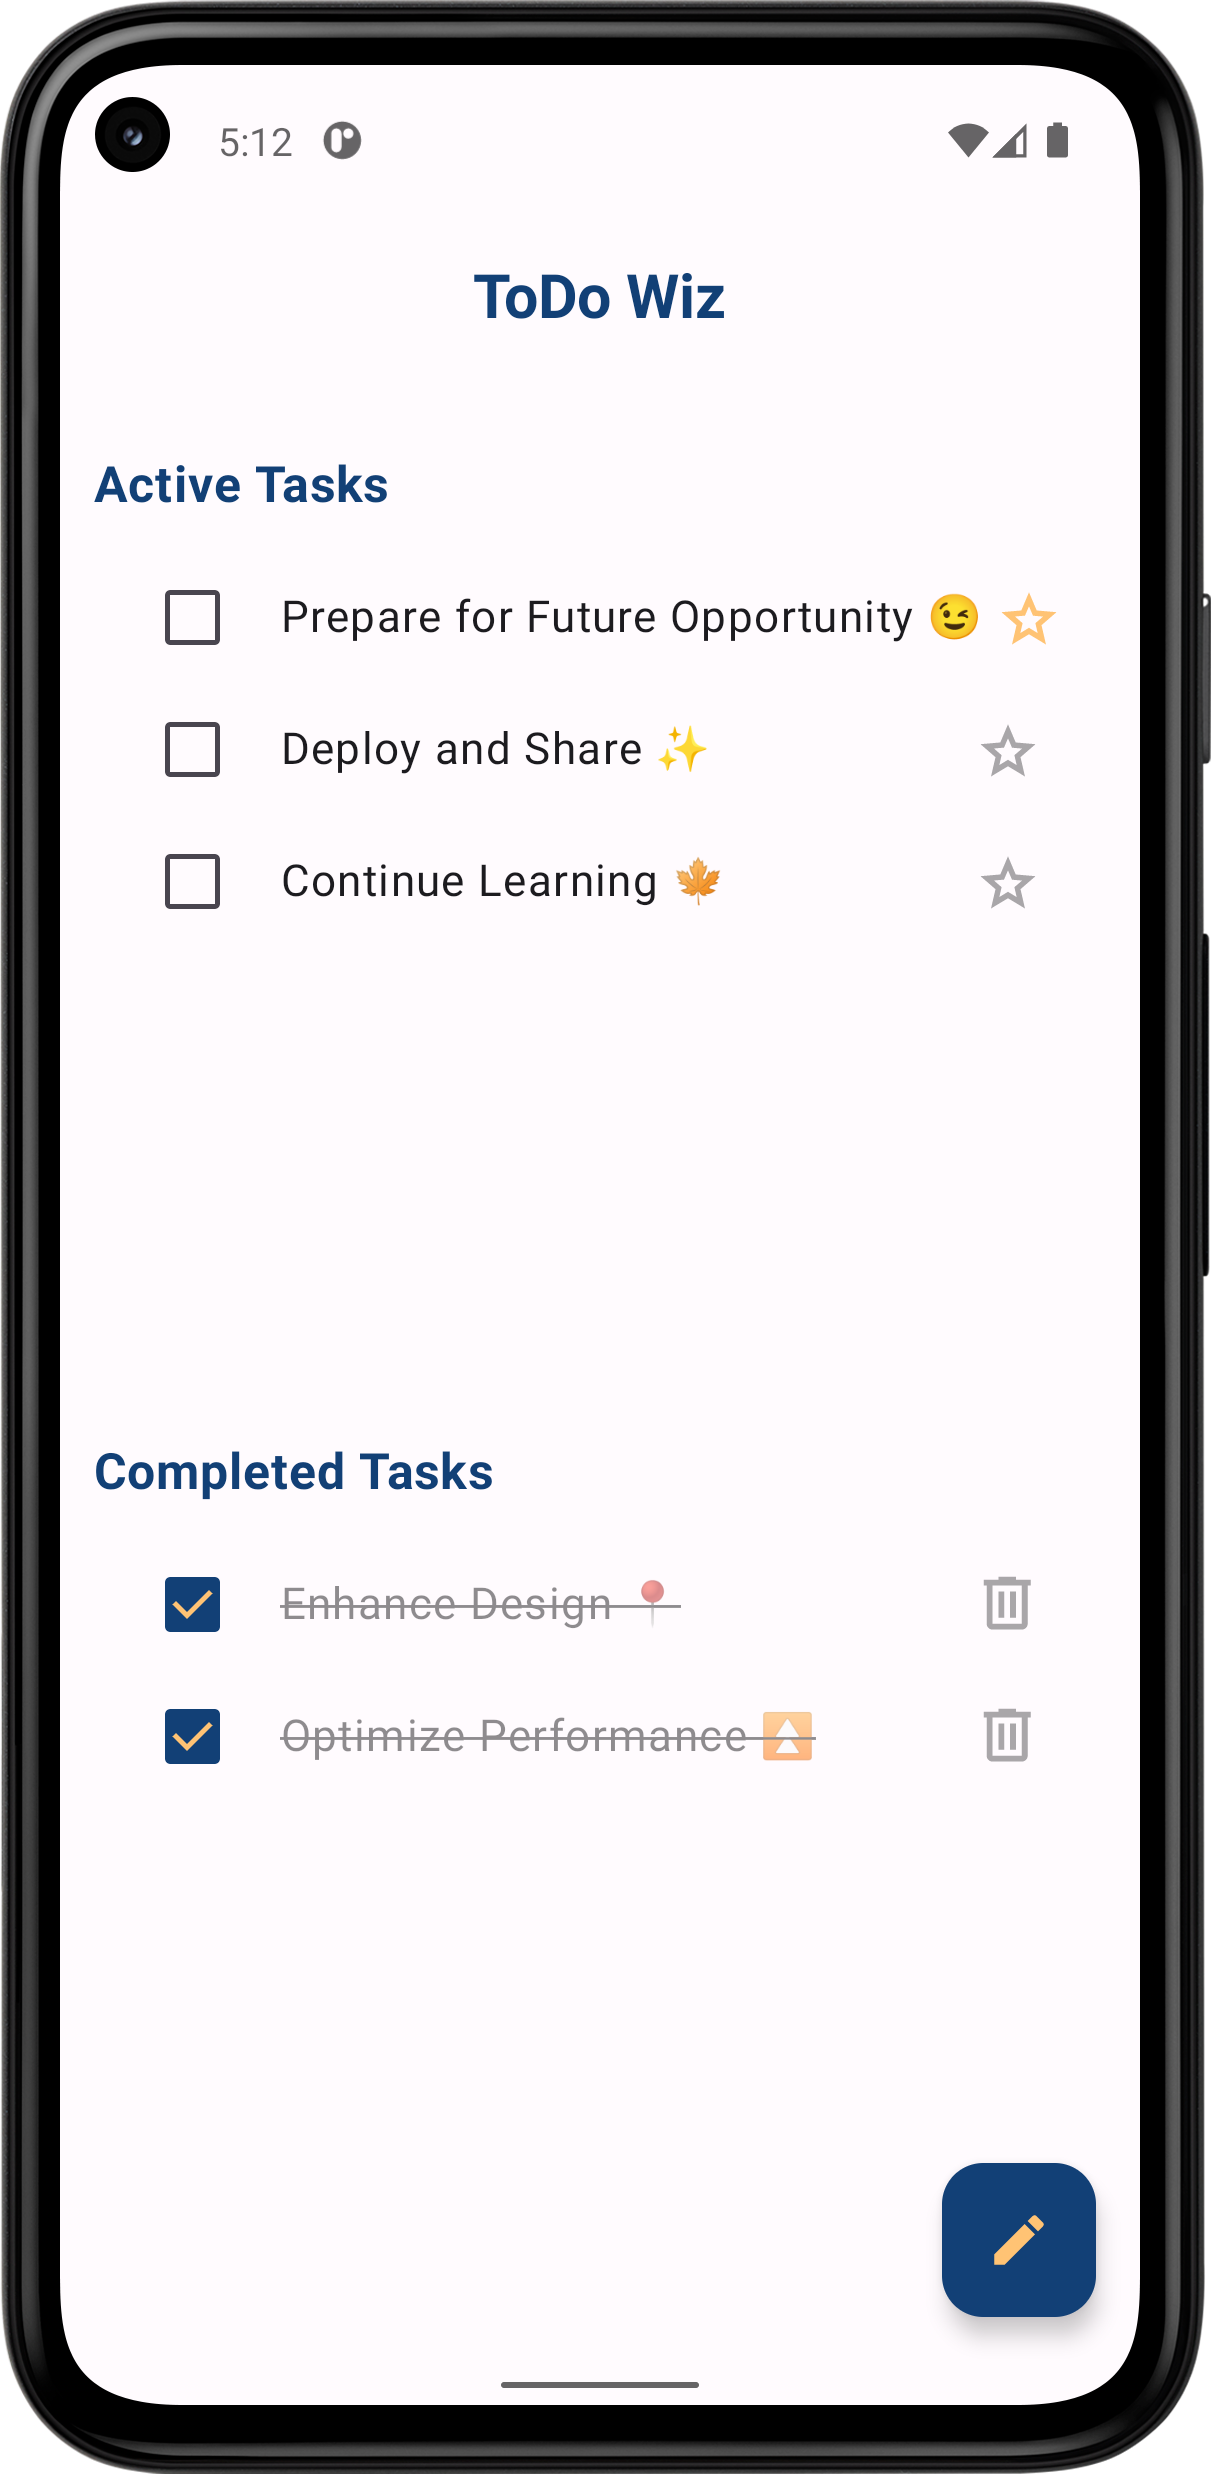 5:12
ToDo Wiz
Active Tasks
Prepare for Future Opportunity 😉
Deploy and Share ✨
Continue Learning 🍁
Completed Tasks
Enhance Design 📍
Optimize Performance ⏫